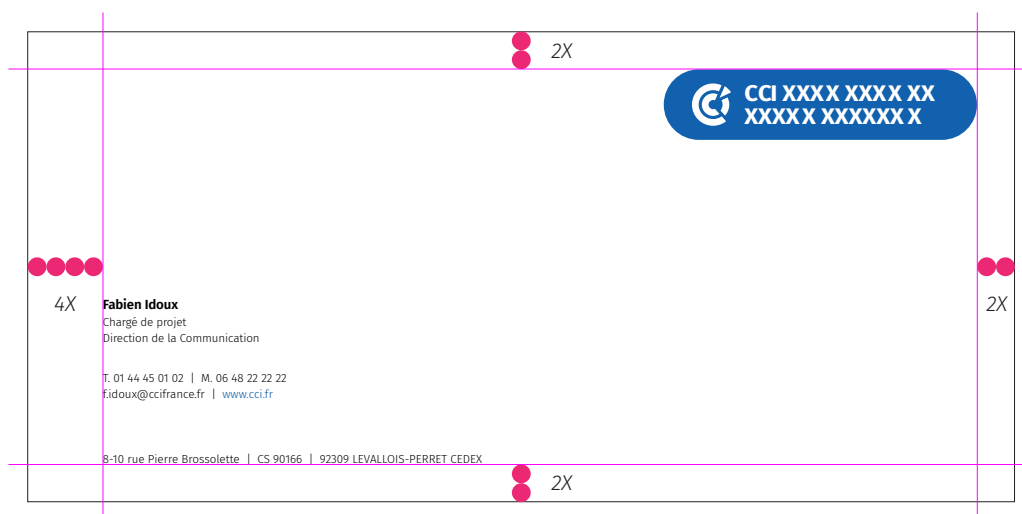 2X
CCI XXXX XXXX XX
XXXXX XXXXXX X
4X
2X
Fabien Idoux
Chargé de projet
Direction de la Communication
T. 01 44 45 01 02 | M. 06 48 22 22 22
f.idoux@ccifrance.fr | www.cci.fr
8-10 rue Pierre Brossolette | CS 90166 | 92309 LEVALLOIS-PERRET CEDEX
2X